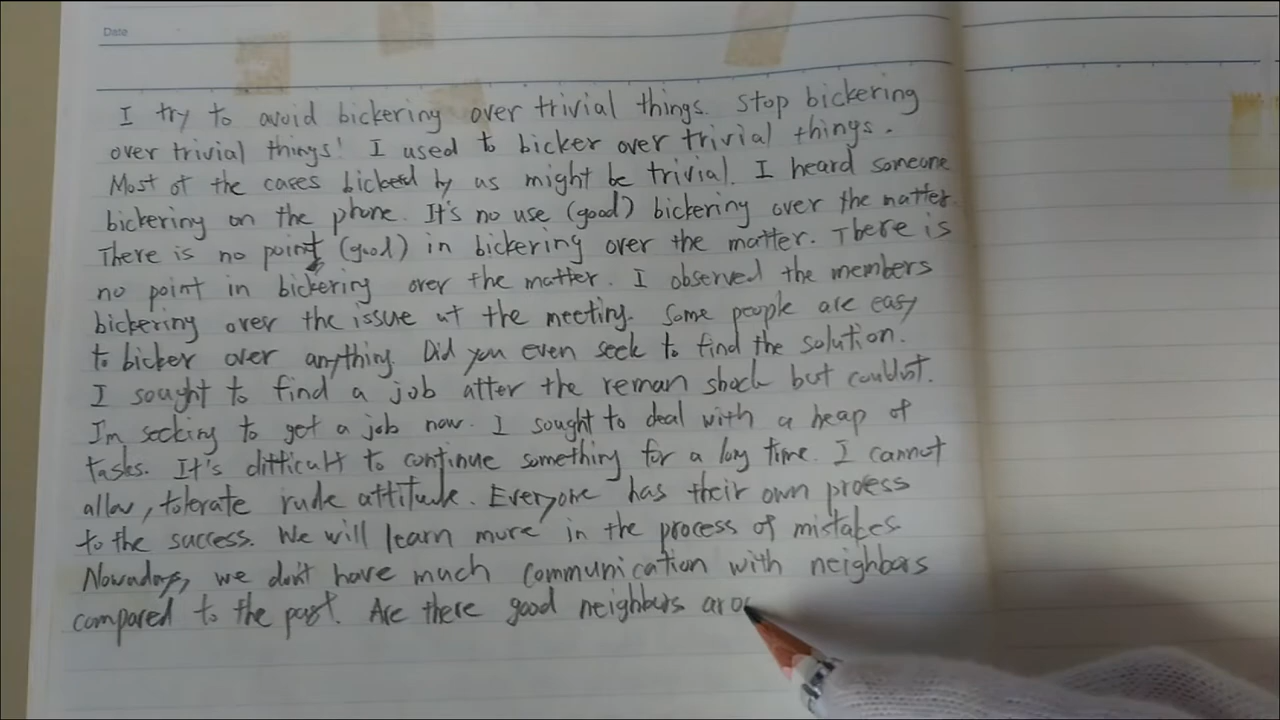 Date
I try to avoid bickering over trivial things. Stop bickering
over trivial things! I used to bicker over trivial things.
Most of the cases bickered by us might be trivial. I heard someone
bickering on the phone. It's no use (good) bickering over the matter.
There is no point (good) in bickering over the matter. There is
no point in bickering over the matter. I observed the members
bickering over the issue at the meeting. Some people are easy
to bicker over anything. Did you even seek to find the solution.
I sought to find a job after the reman shock but couldn't.
I'm seeking to get a job now. I sought to deal with a heap of
tasks. It's difficult to continue something for a long time. I cannot
allow, tolerate rude attitude. Everyone has their own process
to the success. We will learn more in the process of mistakes
Nowadays, we don't have much communication with neighbors
compared to the past. Are there good neighbors aro